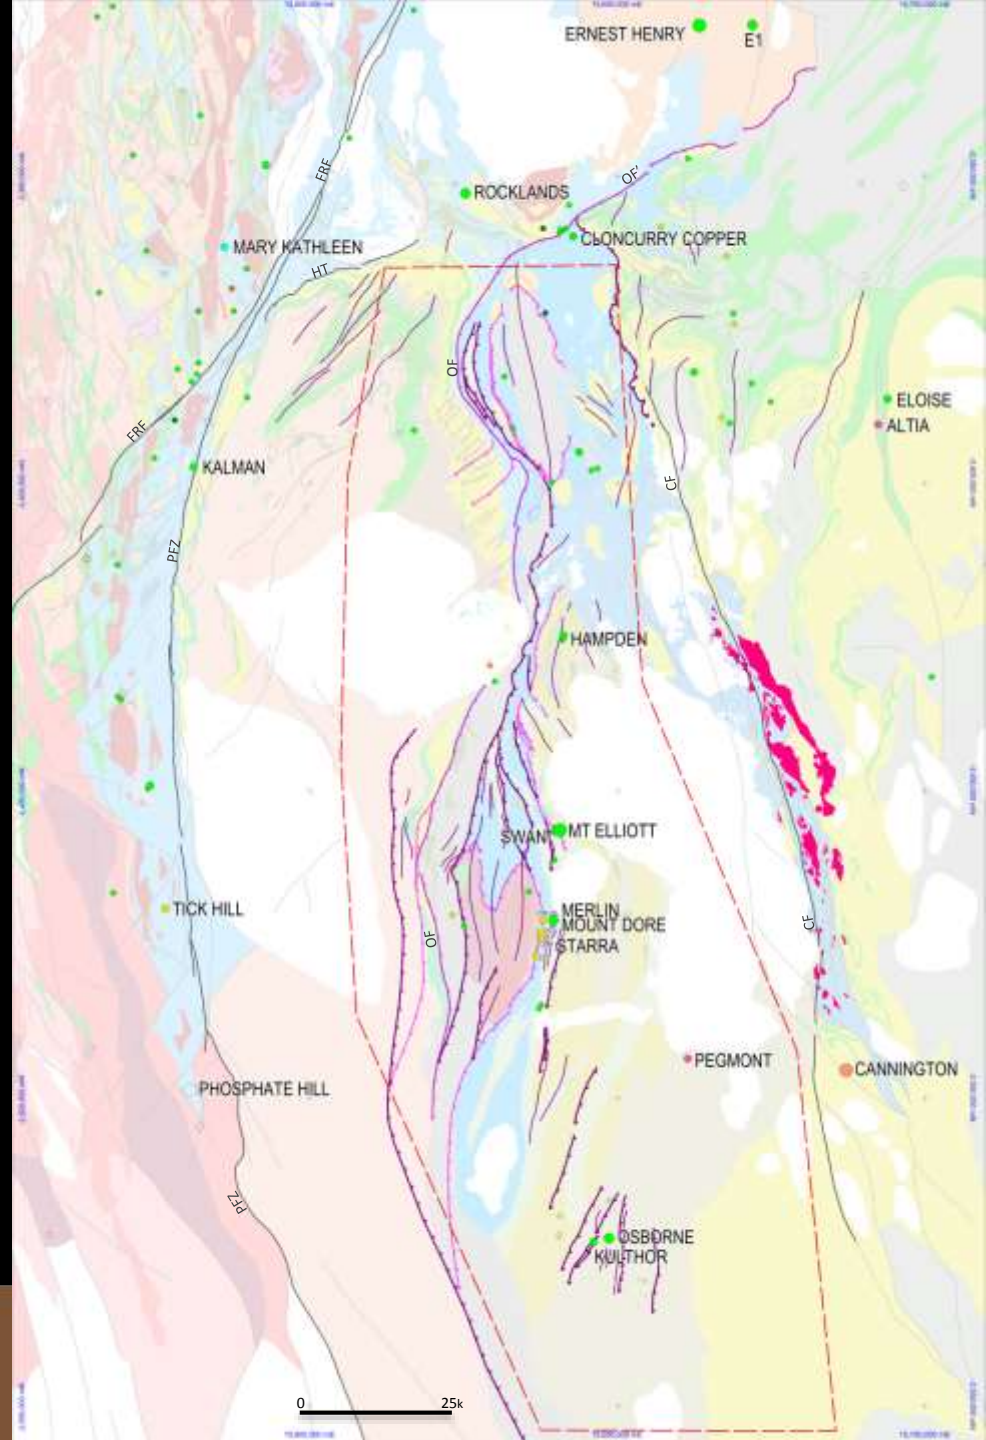 ERNEST HENRY
E1
FRF
OF'
ROCKLANDS
MARY KATHLEEN
CLONCURRY COPPER
HT
OF
ELOISE
ALTIA
FRF
KALMAN
CF
PFZ
HAMPDEN
SWAN
MT ELLIOTT
TICK HILL
MERLIN
MOUNT DORE
STARRA
OF
CF
PEGMONT
CANNINGTON
PHOSPHATE HILL
PFZ
OSBORNE
KULTHOR
0
25k